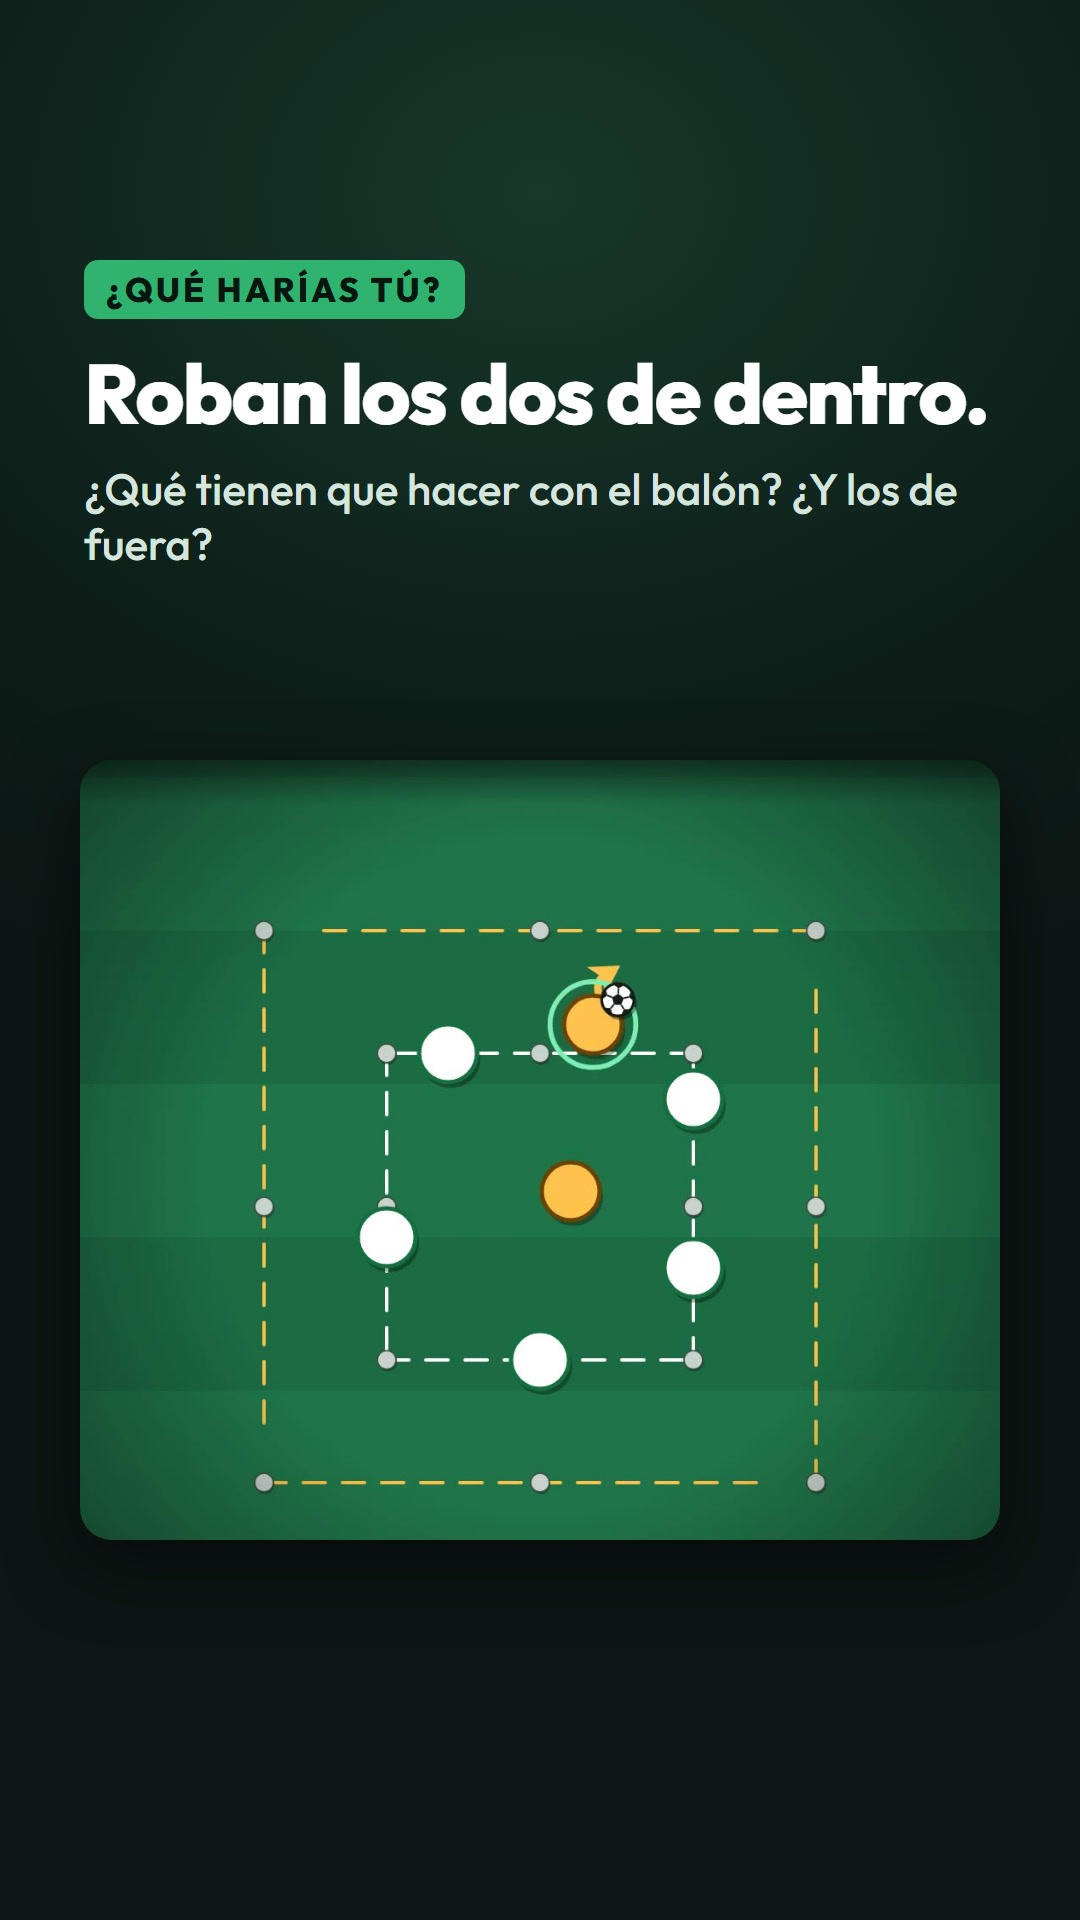 ¿QUÉ HARÍAS TÚ?
Roban los dos de dentro.
¿Qué tienen que hacer con el balón? ¿Y los de
fuera?